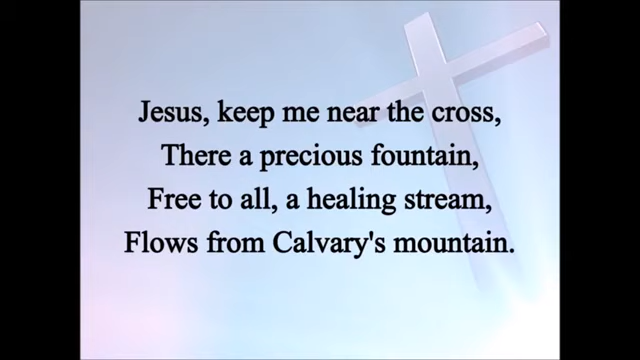 Jesus, keep me near the cross,
There a precious fountain,
Free to all, a healing stream,
Flows from Calvary's mountain.